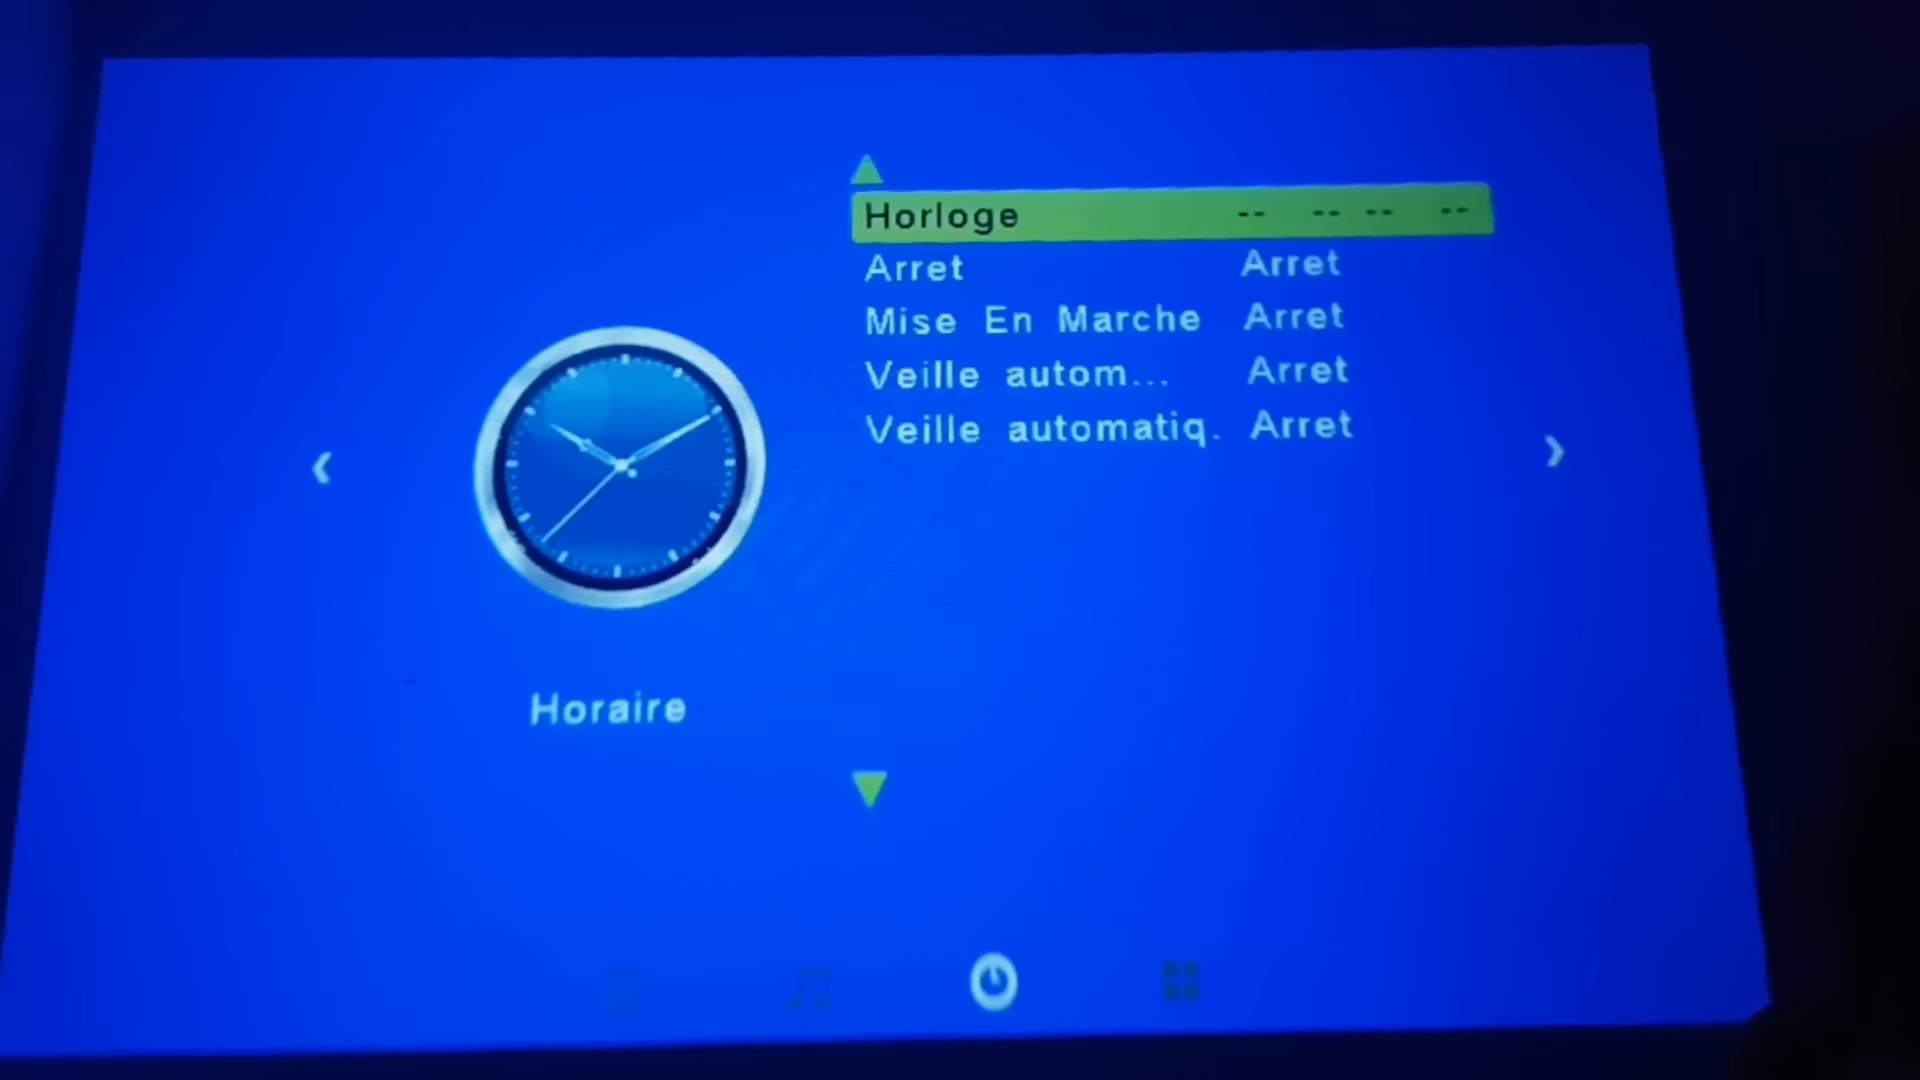 Horloge -- -- -- --
Arret Arret
Mise En Marche Arret
Veille autom... Arret
Veille automatiq. Arret
Horaire